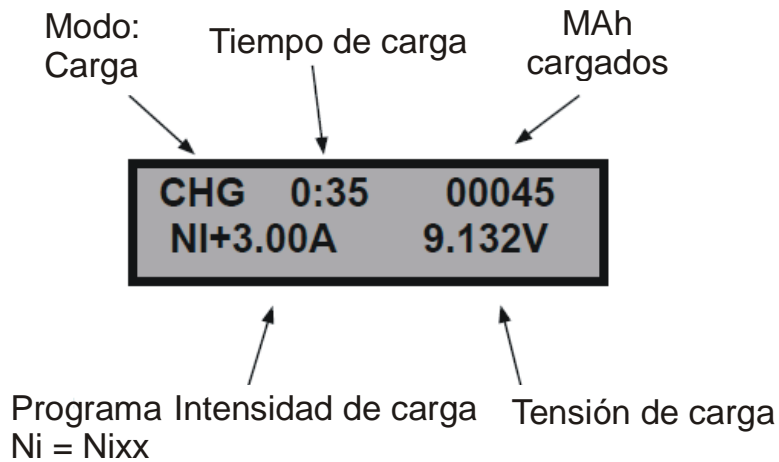 Modo:
Carga
Tiempo de carga
MAh
cargados
CHG 0:35 00045
NI+3.00A 9.132V
Programa Intensidad de carga
Ni = Nixx
Tensión de carga